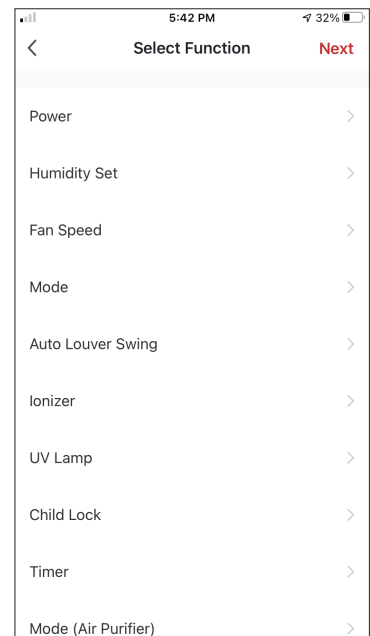 5:42 PM 32%
Select Function Next
Power
Humidity Set
Fan Speed
Mode
Auto Louver Swing
Ionizer
UV Lamp
Child Lock
Timer
Mode (Air Purifier)